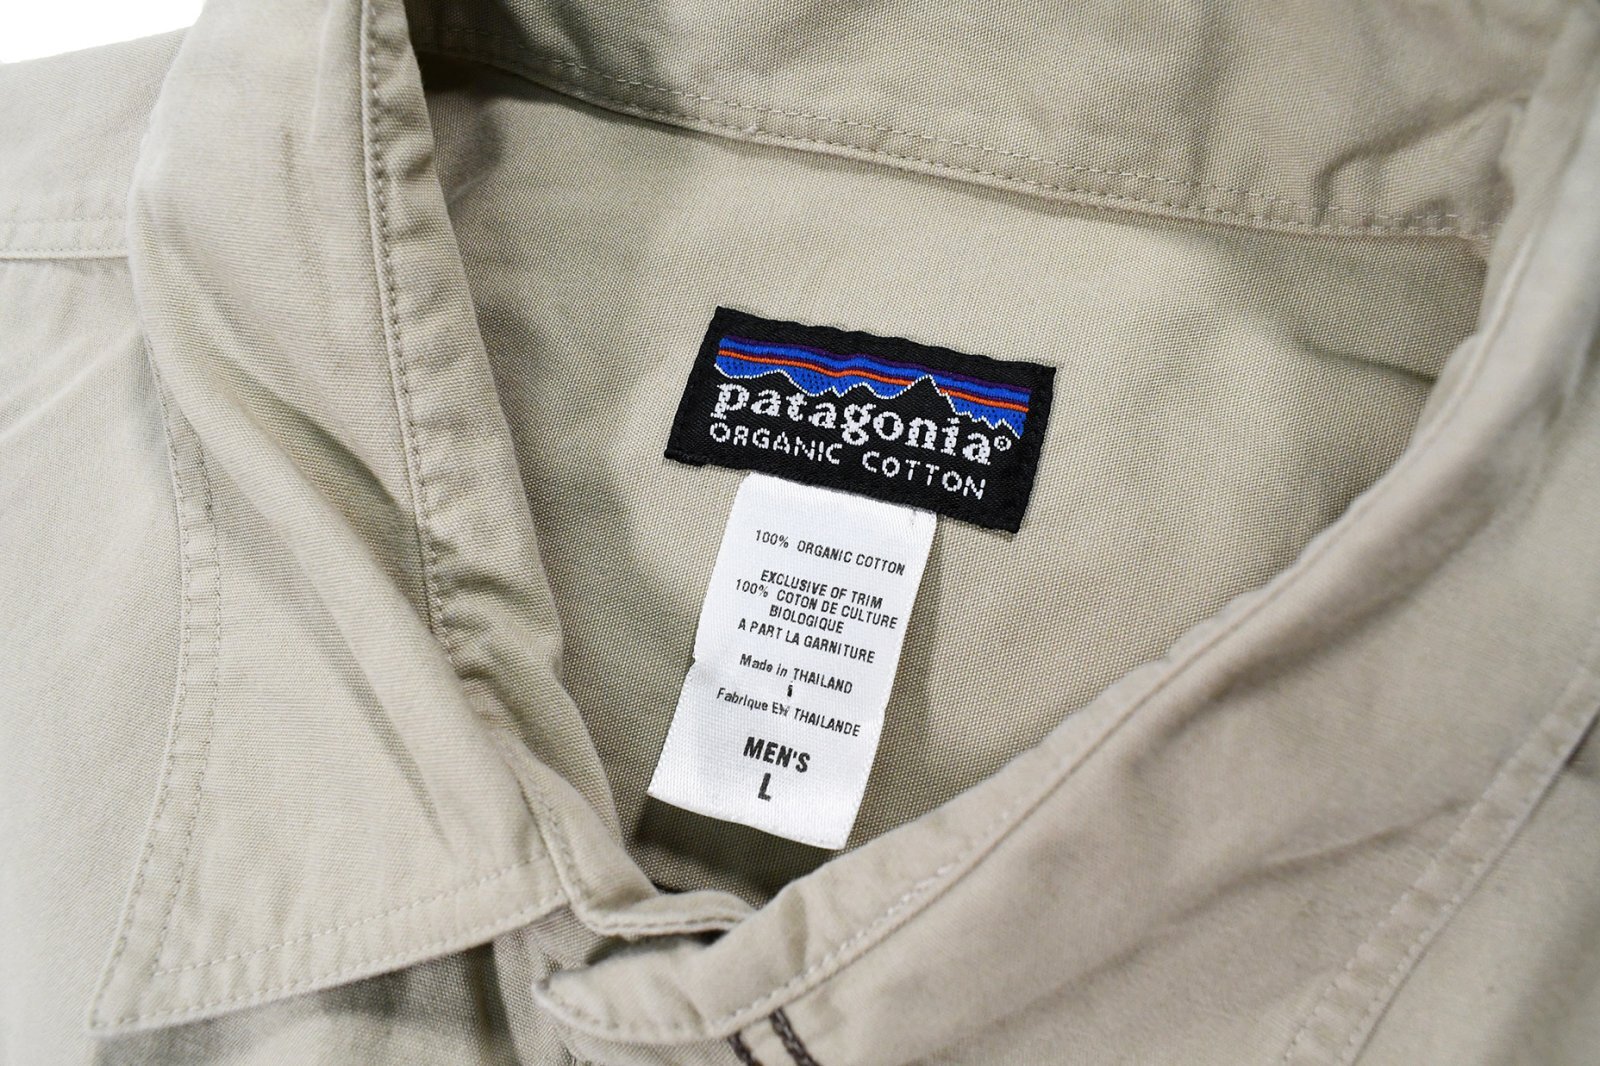 patagonia®
ORGANIC COTTON
100% ORGANIC COTTON
EXCLUSIVE OF TRIM
100% COTON DE CULTURE
BIOLOGIQUE
A PART LA GARNITURE
Made in THAILAND
Fabrique THAILANDE
MEN'S
L